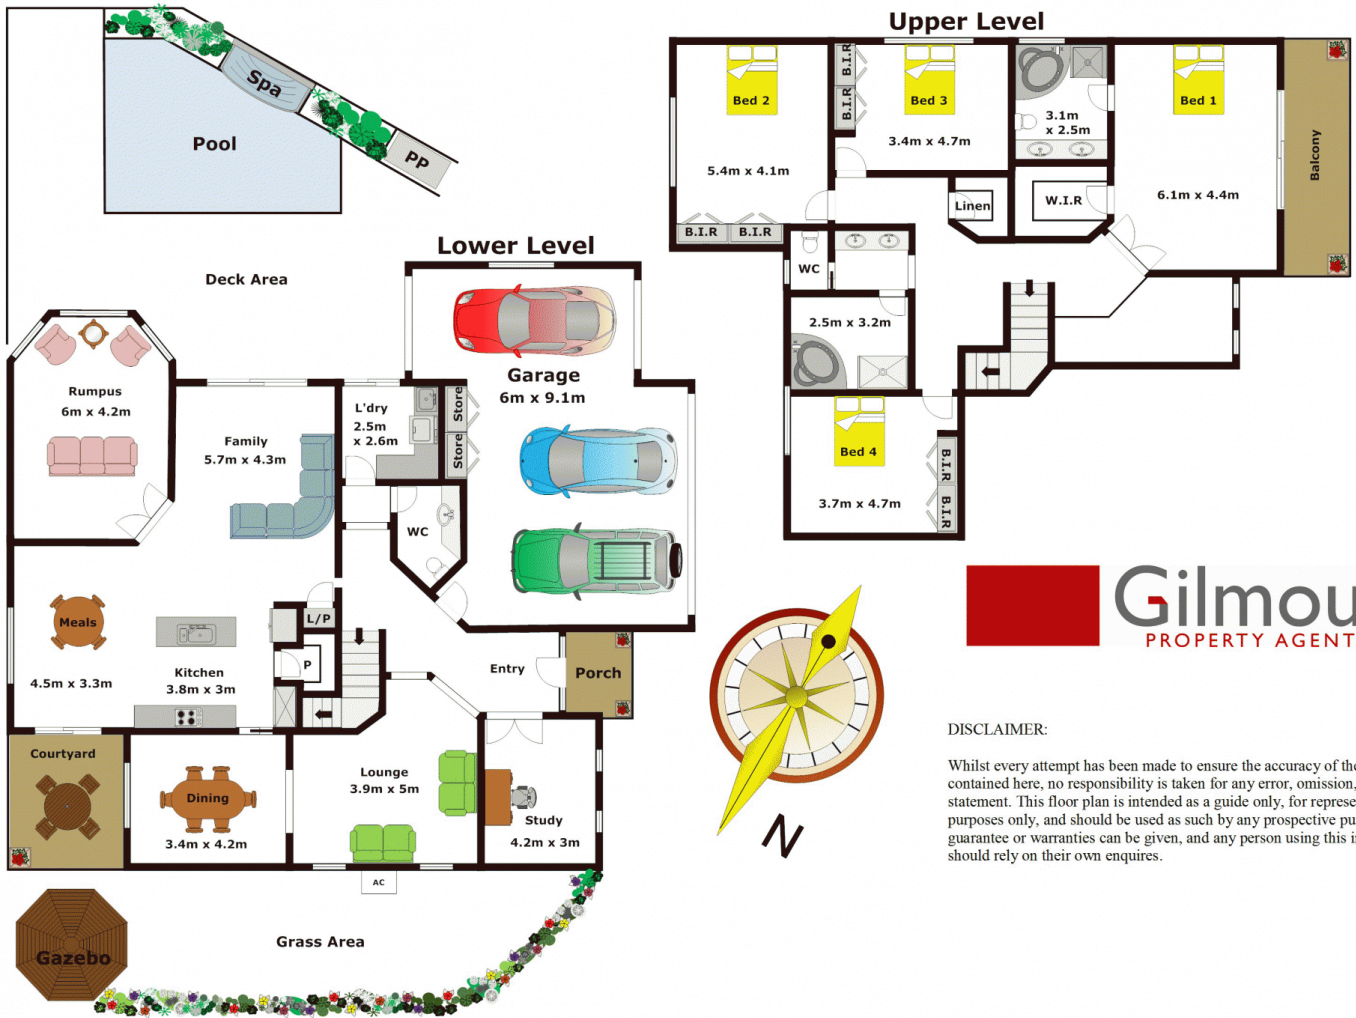 Upper Level
Bed 2
5.4m x 4.1m
B.I.R
B.I.R
B.I.R
B.I.R
Bed 3
3.4m x 4.7m
3.1m
x 2.5m
Bed 1
6.1m x 4.4m
Balcony
Linen
W.I.R
WC
2.5m x 3.2m
Bed 4
3.7m x 4.7m
B.I.R
B.I.R
Spa
Pool
PP
Lower Level
Deck Area
Garage
6m x 9.1m
Rumpus
6m x 4.2m
Family
5.7m x 4.3m
L'dry
2.5m
x 2.6m
Store
Store
WC
Meals
4.5m x 3.3m
Kitchen
3.8m x 3m
L/P
P
Entry
Porch
Courtyard
Dining
3.4m x 4.2m
Lounge
3.9m x 5m
Study
4.2m x 3m
AC
Gazebo
Grass Area
N
Gilmou
PROPERTY AGENT
DISCLAIMER:
Whilst every attempt has been made to ensure the accuracy of the
contained here, no responsibility is taken for any error, omission,
statement. This floor plan is intended as a guide only, for represe
purposes only, and should be used as such by any prospective pu
guarantee or warranties can be given, and any person using this i
should rely on their own enquires.